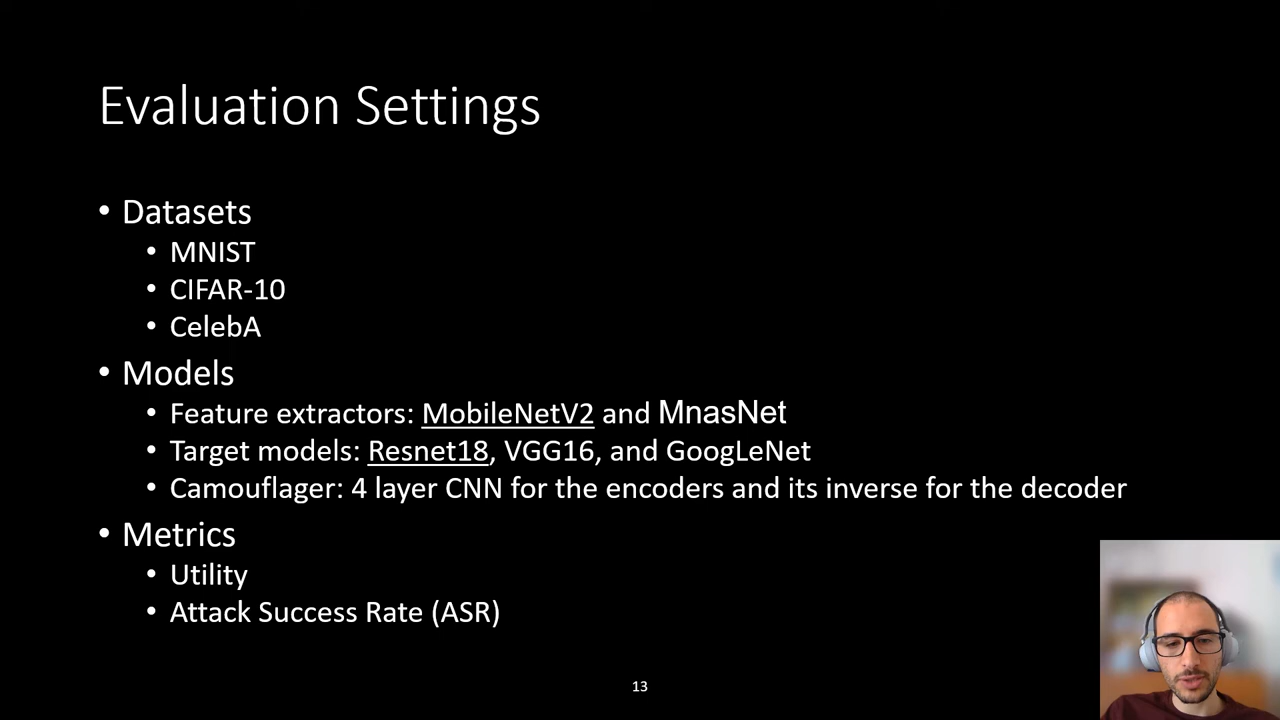 Evaluation Settings
• Datasets
• MNIST
• CIFAR-10
• CelebA
• Models
• Feature extractors: MobileNetV2 and MnasNet
• Target models: Resnet18, VGG16, and GoogLeNet
• Camouflager: 4 layer CNN for the encoders and its inverse for the decoder
• Metrics
• Utility
• Attack Success Rate (ASR)
13